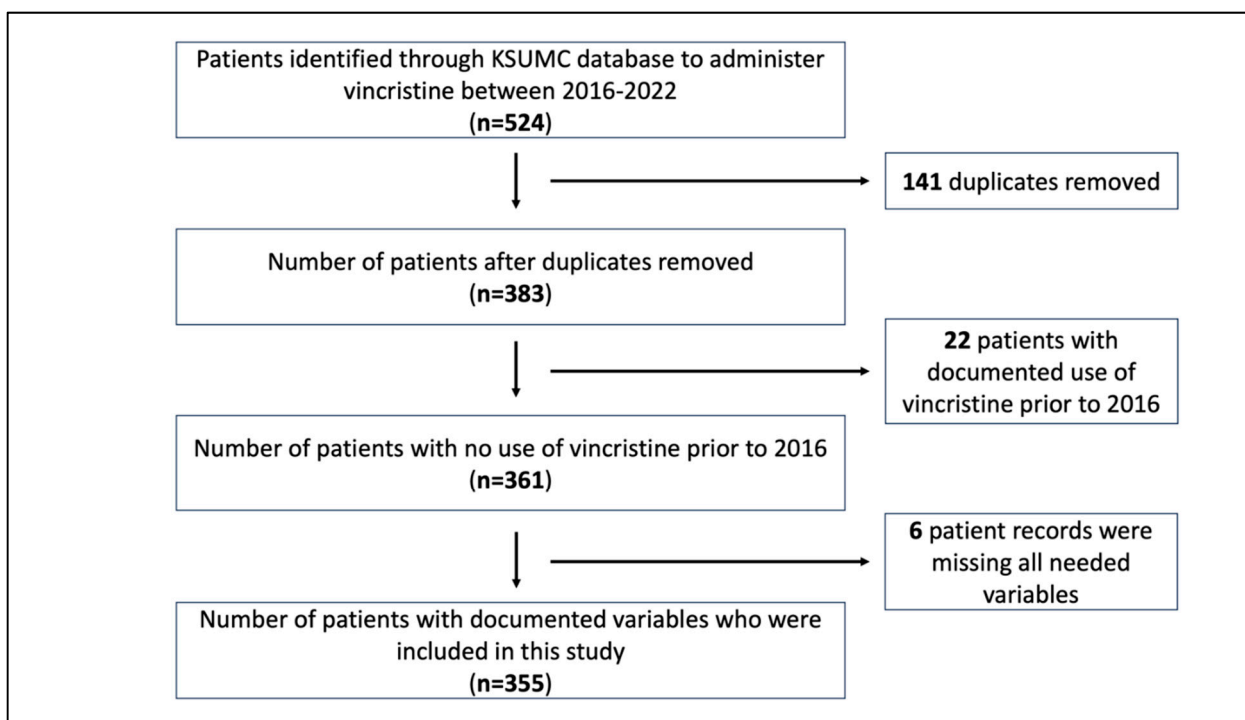 Patients identified through KSUMC database to administer
vincristine between 2016-2022
(n=524)
141 duplicates removed
Number of patients after duplicates removed
(n=383)
22 patients with
documented use of
vincristine prior to 2016
Number of patients with no use of vincristine prior to 2016
(n=361)
6 patient records were
missing all needed
variables
Number of patients with documented variables who were
included in this study
(n=355)